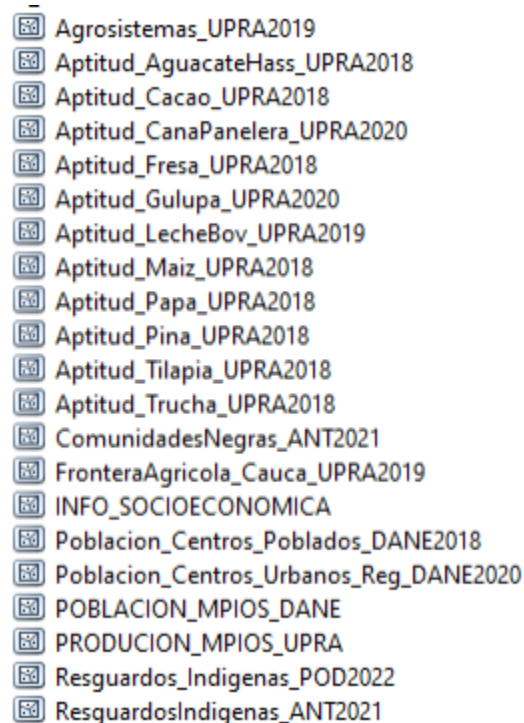 Agrosistemas_UPRA2019
Aptitud_AguacateHass_UPRA2018
Aptitud_Cacao_UPRA2018
Aptitud_CanaPanelera_UPRA2020
Aptitud_Fresa_UPRA2018
Aptitud_Gulupa_UPRA2020
Aptitud_LecheBov_UPRA2019
Aptitud_Maiz_UPRA2018
Aptitud_Papa_UPRA2018
Aptitud_Pina_UPRA2018
Aptitud_Tilapia_UPRA2018
Aptitud_Trucha_UPRA2018
ComunidadesNegras_ANT2021
FronteraAgricola_Cauca_UPRA2019
INFO_SOCIOECONOMICA
Poblacion_Centros_Poblados_DANE2018
Poblacion_Centros_Urbanos_Reg_DANE2020
POBLACION_MPIOS_DANE
PRODUCION_MPIOS_UPRA
Resguardos_Indigenas_POD2022
ResguardosIndigenas_ANT2021